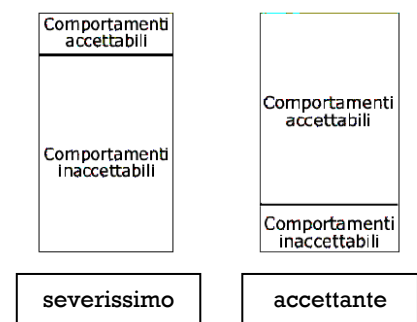 Comportamenti
accettabili
Comportamenti
inaccettabili
severissimo
Comportamenti
accettabili
Comportamenti
inaccettabili
accettante